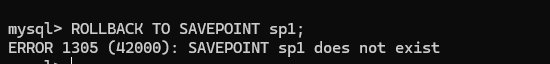 mysql> ROLLBACK TO SAVEPOINT sp1;
ERROR 1305 (42000): SAVEPOINT sp1 does not exist